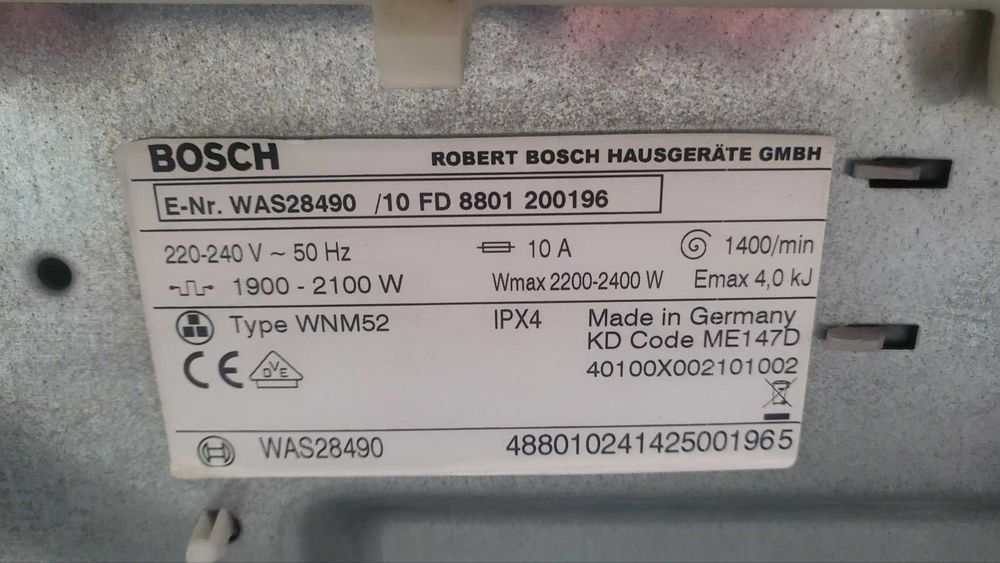 BOSCH ROBERT BOSCH HAUSGERÄTE GMBH
E-Nr. WAS28490 /10 FD 8801 200196
220-240 V ~ 50 Hz 10 A 1400/min
1900 - 2100 W Wmax 2200-2400 W Emax 4,0 kJ
Type WNM52 IPX4 Made in Germany
KD Code ME147D
CE DVE 40100X002101002
WAS28490 488010241425001965